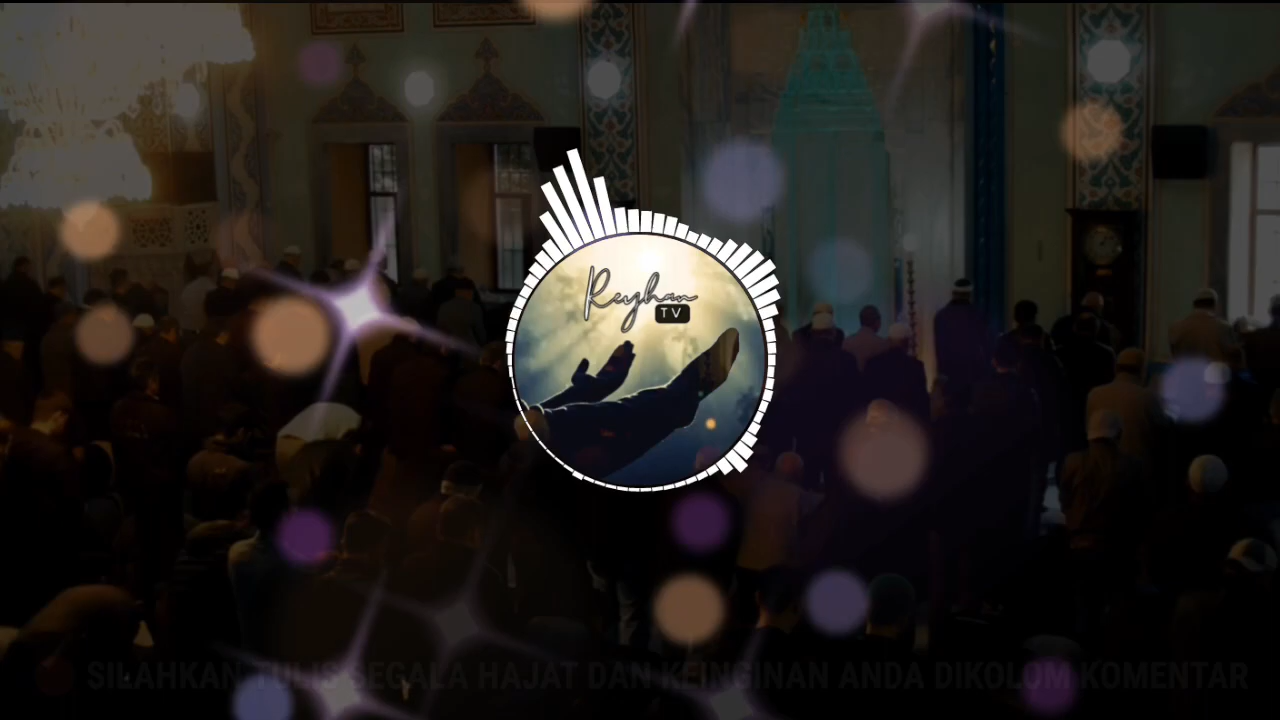 Reyhan
TV
SILAHKAN TULIS SEGALA HAJAT DAN KEINGINAN ANDA DIKOLOM KOMENTAR